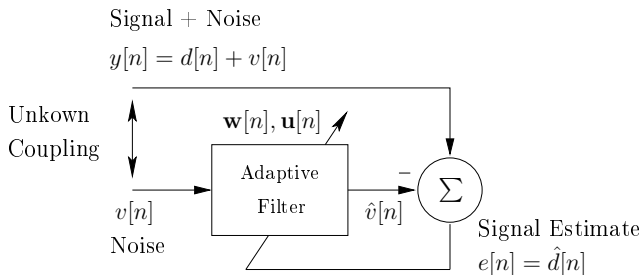 Signal + Noise
y[n] = d[n] + v[n]
Unkown
Coupling
w[n], u[n]
Adaptive
Filter
−
∑
v[n]
Noise
v̂[n]
Signal Estimate
e[n] = d̂[n]